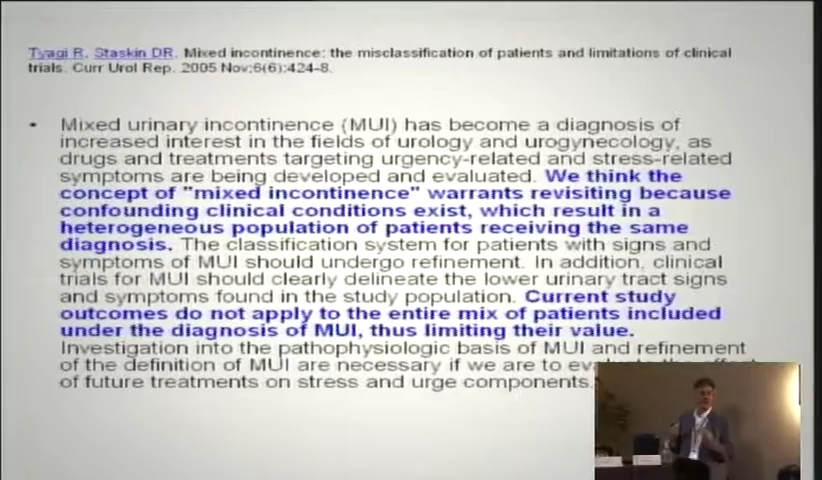 Tyagi R, Staskin DR. Mixed incontinence: the misclassification of patients and limitations of clinical
trials. Curr Urol Rep. 2005 Nov;6(6):424-8.
• Mixed urinary incontinence (MUI) has become a diagnosis of
increased interest in the fields of urology and urogynecology, as
drugs and treatments targeting urgency-related and stress-related
symptoms are being developed and evaluated. We think the
concept of "mixed incontinence" warrants revisiting because
confounding clinical conditions exist, which result in a
heterogeneous population of patients receiving the same
diagnosis. The classification system for patients with signs and
symptoms of MUI should undergo refinement. In addition, clinical
trials for MUI should clearly delineate the lower urinary tract signs
and symptoms found in the study population. Current study
outcomes do not apply to the entire mix of patients included
under the diagnosis of MUI, thus limiting their value.
Investigation into the pathophysiologic basis of MUI and refinement
of the definition of MUI are necessary if we are to
of future treatments on stress and urge components.